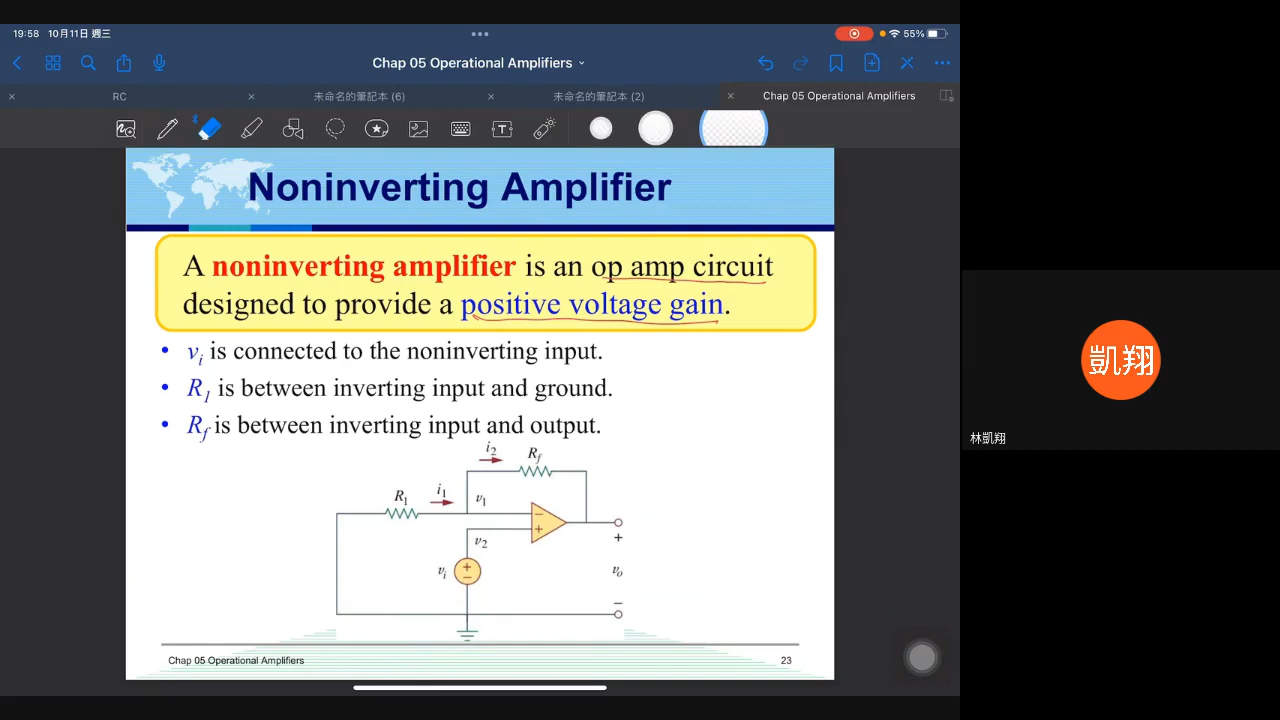 19:58 10月11日 週三
55%
Chap 05 Operational Amplifiers
RC
未命名的筆記本 (6)
未命名的筆記本 (2)
Chap 05 Operational Amplifiers
Noninverting Amplifier
A noninverting amplifier is an op amp circuit
designed to provide a positive voltage gain.
• vi is connected to the noninverting input.
• R1 is between inverting input and ground.
• Rf is between inverting input and output.
i2
Rf
R1
i1
v1
−
+
v2
+
vi
+
−
vo
−
Chap 05 Operational Amplifiers
23
凱翔
林凱翔